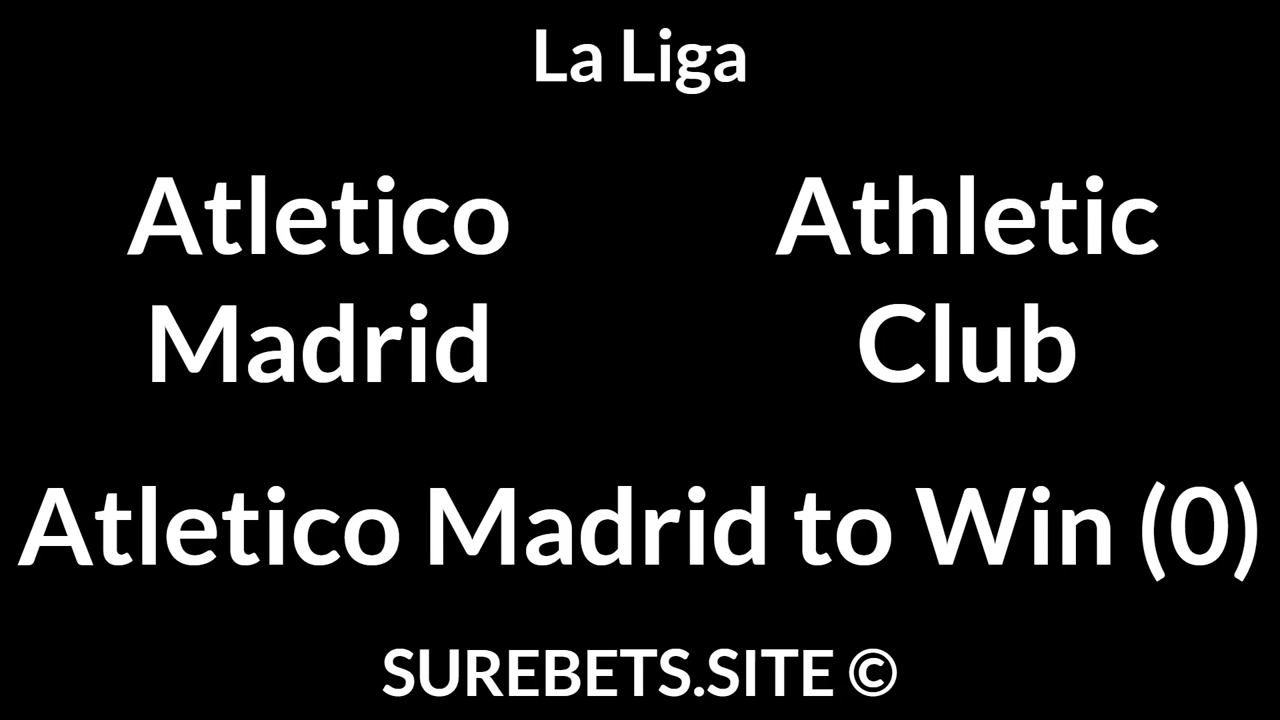 La Liga
Atletico
Madrid
Athletic
Club
Atletico Madrid to Win (0)
SUREBETS.SITE ©